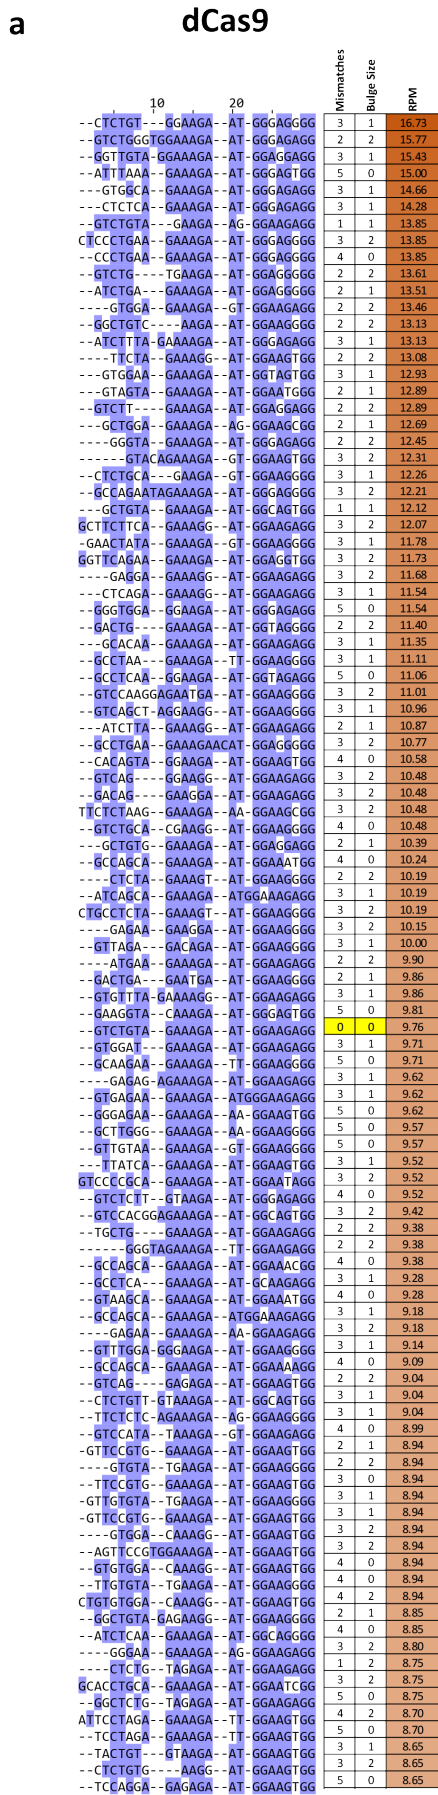 a
dCas9
10 20 Mismatches Bulge Size RPM
--CTCTGT---GGAAGA--AT-GGGAGGGG 3 1 16.73
--GTCTGGGTGGAAAGA--AT-GGGAGAGG 2 2 15.77
--GGTTGTA-GGAAAGA--AT-GGAGGAGG 3 1 15.43
--ATTTAAA-GAAAGA--AT-GGGAGTGG 5 0 15.00
---GTGGCA--GAAAGA--AT-GGGAGAGG 3 1 14.66
---CTCTCA--GAAAGA--AT-GGGAGAGG 3 1 14.28
--GTCTGTA---GAAGA--AG-GGAAGAGG 1 1 13.85
CTCCCTGAA--GAAAGA--AT-GGGAGGGG 3 2 13.85
--CCCTGAA--GAAAGA--AT-GGGAGGGG 4 0 13.85
--GTCTG----TGAAGA--AT-GGAGGGGG 2 2 13.61
--ATCTGA---GAAAGA--AT-GGGAGGGG 2 1 13.51
----GTGGA--GAAAGA--GT-GGAAGAGG 2 2 13.46
--GGCTGTC----AAGA--AT-GGAAGGGG 2 2 13.13
--ATCTTTA-GAAAAGA--AT-GGGAGAGG 3 1 13.13
----TTCTA--GAAAGG--AT-GGAAGTGG 2 2 13.08
---GTGGAA--GAAAGA--AT-GGTAGTGG 3 1 12.93
---GTAGTA--GAAAGA--AT-GGAATGGG 2 1 12.89
--GTCTT----GAAAGA--AT-GGAGGAGG 2 2 12.89
---GCTGGA--GAAAGA--AG-GGAAGCGG 2 1 12.69
----GGGTA--GAAAGA--AT-GGGAGAGG 2 2 12.45
------GTACAGAAAGA--GT-GGAAGTGG 3 2 12.31
--CTCTGCA---GAAGA--GT-GGAAGGGG 3 1 12.26
--GCCAGAATAGAAAGA--AT-GGGAGGGG 3 2 12.21
---GCTGTA--GAAAGA--AT-GGCAGTGG 1 1 12.12
GCTTCTTCA--GAAAGG--AT-GGAAGAGG 3 2 12.07
-GAACTATA--GAAAGA--GT-GGAAGGGG 3 1 11.78
GGTTCAGAA--GAAAGA--AT-GGAGGTGG 3 2 11.73
----GAGGA--GAAAGG--AT-GGAAGAGG 3 2 11.68
---CTCAGA--GAAAGG--AT-GGAAGAGG 3 1 11.54
--GGGTGGA--GGAAGA--AT-GGGAGAGG 5 0 11.54
--GACTG----GAAAGA--AT-GGTAGGGG 2 2 11.40
---GCACAA--GAAAGA--AT-GGAAGAGG 3 1 11.35
--GCCTAA---GAAAGA--TT-GGAAGGGG 3 1 11.11
--GCCTCAA--GGAAGA--AT-GGTAGAGG 5 0 11.06
--GTCCAAGGAGAATGA--AT-GGAAGGGG 3 2 11.01
--GTCAGCT-AGGAAGG--AT-GGAAGGGG 3 1 10.96
---ATCTTA--GAAAGG--AT-GGAAGAGG 2 1 10.87
--GCCTGAA--GAAAGAACAT-GGAGGGGG 3 2 10.77
--CACAGTA--GGAAGA--AT-GGAAGTGG 4 0 10.58
--GTCAG----GGAAGG--AT-GGAAGAGG 3 2 10.48
--GACAG----GAAGGA--AT-GGAAGAGG 3 2 10.48
TTCTCTAAG--GAAAGA--AA-GGAAGCGG 3 2 10.48
--GTCTGCA--CGAAGG--AT-GGAAGGGG 4 0 10.48
---GCTGTG--GAAAGA--AT-GGAGGAGG 2 1 10.39
--GCCAGCA--GAAAGA--AT-GGAAATGG 4 0 10.24
----CTCTA--GAAAGT--AT-GGAAGGGG 2 2 10.19
--ATCAGCA--GAAAGA--ATGGAAAGAGG 3 1 10.19
CTGCCTCTA--GAAAGT--AT-GGAAGGGG 3 2 10.19
----GAGAA--GAAGGA--AT-GGAAGGGG 3 2 10.15
--GTTAGA---GACAGA--AT-GGAAGGGG 3 1 10.00
----ATGAA--GAAAGA--AT-GGAAGAGG 2 2 9.90
--GACTGA---GAATGA--AT-GGAAGGGG 2 1 9.86
--GTGTTTA-GAAAAGG--AT-GGAAGAGG 3 1 9.86
--GAAGGTA--CAAAGA--AT-GGGAGTGG 5 0 9.81
--GTCTGTA--GAAAGA--AT-GGAAGAGG 0 0 9.76
--GTGGAT---GAAAGA--AT-GGAAGAGG 3 1 9.71
--GCAAGAA--GAAAGA--TT-GGAAGGGG 5 0 9.71
----GAGAG-AGAAAGA--AT-GGAAGAGG 3 1 9.62
--GTGAGAA--GAAAGA--ATGGGAAGAGG 3 1 9.62
--GGGAGAA--GAAAGA--AA-GGAAGTGG 5 0 9.62
--GCTTGGG--GAAAGA--AA-GGAAGGGG 5 0 9.57
--GTTGTAA--GAAAGA--GT-GGAAGGGG 5 0 9.57
---TTATCA--GAAAGA--AT-GGAAGTGG 3 1 9.52
GTCCCCGCA--GAAAGA--AT-GGAATAGG 3 2 9.52
--GTCTCTT--GTAAGA--AT-GGGAGAGG 4 0 9.52
--GTCCACGGAGAAAGA--AT-GGCAGTGG 3 2 9.42
--TGCTG----GAAAGA--AT-GGAAGAGG 2 2 9.38
------GGGTAGAAAGA--TT-GGAAGAGG 2 2 9.38
--GCCAGCA--GAAAGA--AT-GGAAACGG 4 0 9.38
--GCCTCA---GAAAGA--AT-GCAAGAGG 3 1 9.28
--GTAAGCA--GAAAGA--AT-GGAAATGG 4 0 9.28
--GCCAGCA--GAAAGA--ATGGAAAGAGG 3 1 9.18
----GAGAA--GAAAGA--AA-GGAAGAGG 3 2 9.18
--GTTTGGA-GGGAAGA--AT-GGAAGGGG 3 1 9.14
--GCCAGCA--GAAAGA--AT-GGAAAAGG 4 0 9.09
--GTCAG----GAGAGA--AT-GGAAGTGG 2 2 9.04
--CTCTGTT-GTAAAGA--AT-GGCAGTGG 3 1 9.04
--TTCTCTC-AGAAAGA--AG-GGAAGGGG 3 1 9.04
--GTCCATA--TAAAGA--GT-GGAAGAGG 4 0 8.99
-GTTCCGTG--GAAAGA--AT-GGAAGTGG 2 1 8.94
----GTGTA--TGAAGA--AT-GGAAGGGG 2 2 8.94
--TTCCGTG--GAAAGA--AT-GGAAGTGG 3 0 8.94
-GTTGTGTA--TGAAGA--AT-GGAAGGGG 3 1 8.94
-GTTCCGTG--GAAAGA--AT-GGAAGTGG 3 1 8.94
----GTGGA--CAAAGG--AT-GGAAGTGG 3 2 8.94
--AGTTCCGTGGAAAGA--AT-GGAAGTGG 3 2 8.94
--GTGTGGA--CAAAGG--AT-GGAAGTGG 4 0 8.94
--TTGTGTA--TGAAGA--AT-GGAAGGGG 4 0 8.94
CTGTGTGGA--CAAAGG--AT-GGAAGTGG 4 2 8.94
--GGCTGTA-GAGAAGG--AT-GGAAGTGG 2 1 8.85
--ATCTCAA--GAAAGA--AT-GGCAGGGG 4 0 8.85
----GGGAA--GAAAGA--AG-GGAAGAGG 3 2 8.80
----CTCTG--TAGAGA--AT-GGAAGAGG 1 2 8.75
GCACCTGCA--GAAAGA--AT-GGAATCGG 3 2 8.75
--GGCTCTG--TAGAGA--AT-GGAAGAGG 5 0 8.75
ATTCCTAGA--GAAAGA--TT-GGAAGTGG 4 2 8.70
--TCCTAGA--GAAAGA--TT-GGAAGTGG 5 0 8.70
--TACTGT---GTAAGA--AT-GGAAGTGG 3 1 8.65
--CTCTGTG----AAGG--AT-GGAAGTGG 3 2 8.65
--TCCAGGA--GAGAGA--AT-GGAAGTGG 5 0 8.65